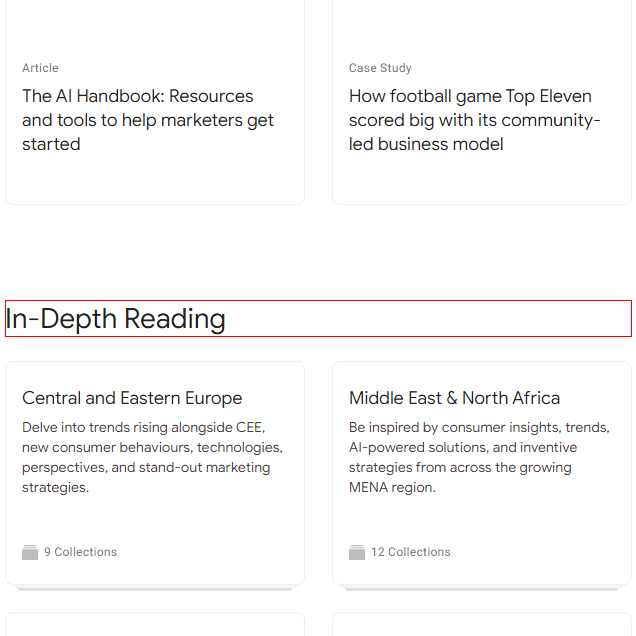 Article
The AI Handbook: Resources
and tools to help marketers get
started
Case Study
How football game Top Eleven
scored big with its community-
led business model
In-Depth Reading
Central and Eastern Europe
Delve into trends rising alongside CEE,
new consumer behaviours, technologies,
perspectives, and stand-out marketing
strategies.
9 Collections
Middle East & North Africa
Be inspired by consumer insights, trends,
AI-powered solutions, and inventive
strategies from across the growing
MENA region.
12 Collections